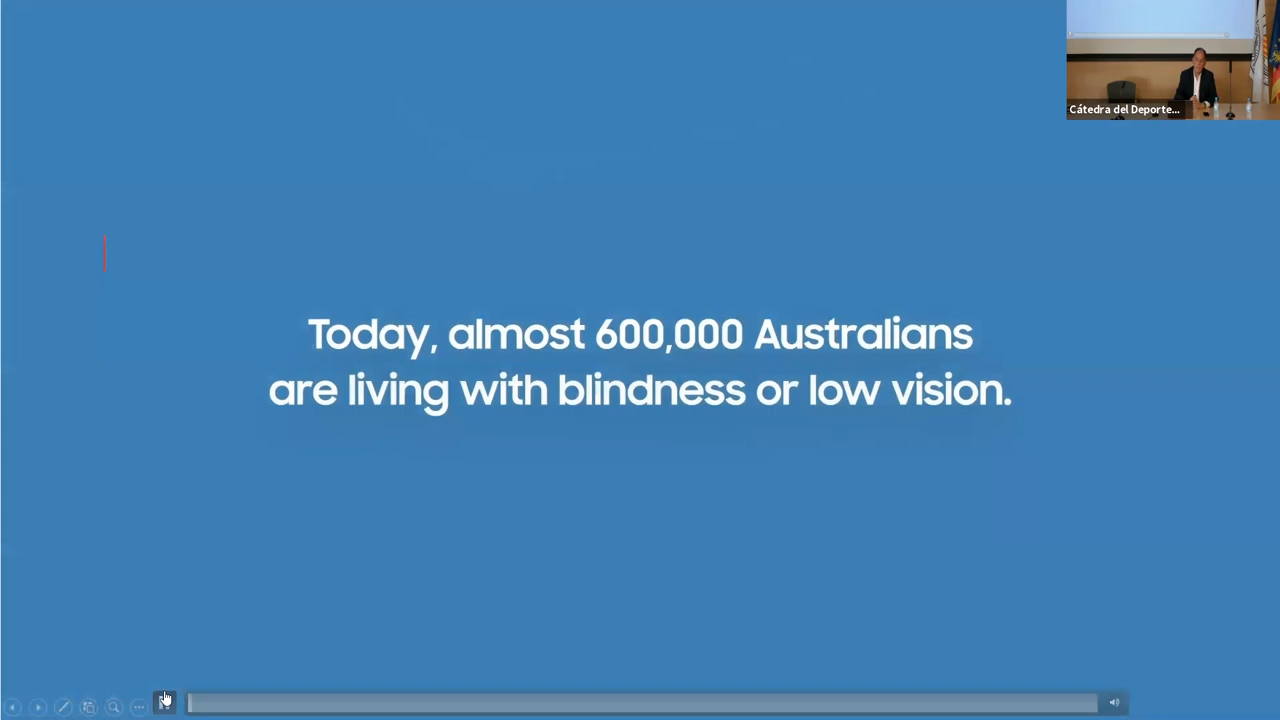 Cátedra del Deporte...
Today, almost 600,000 Australians
are living with blindness or low vision.